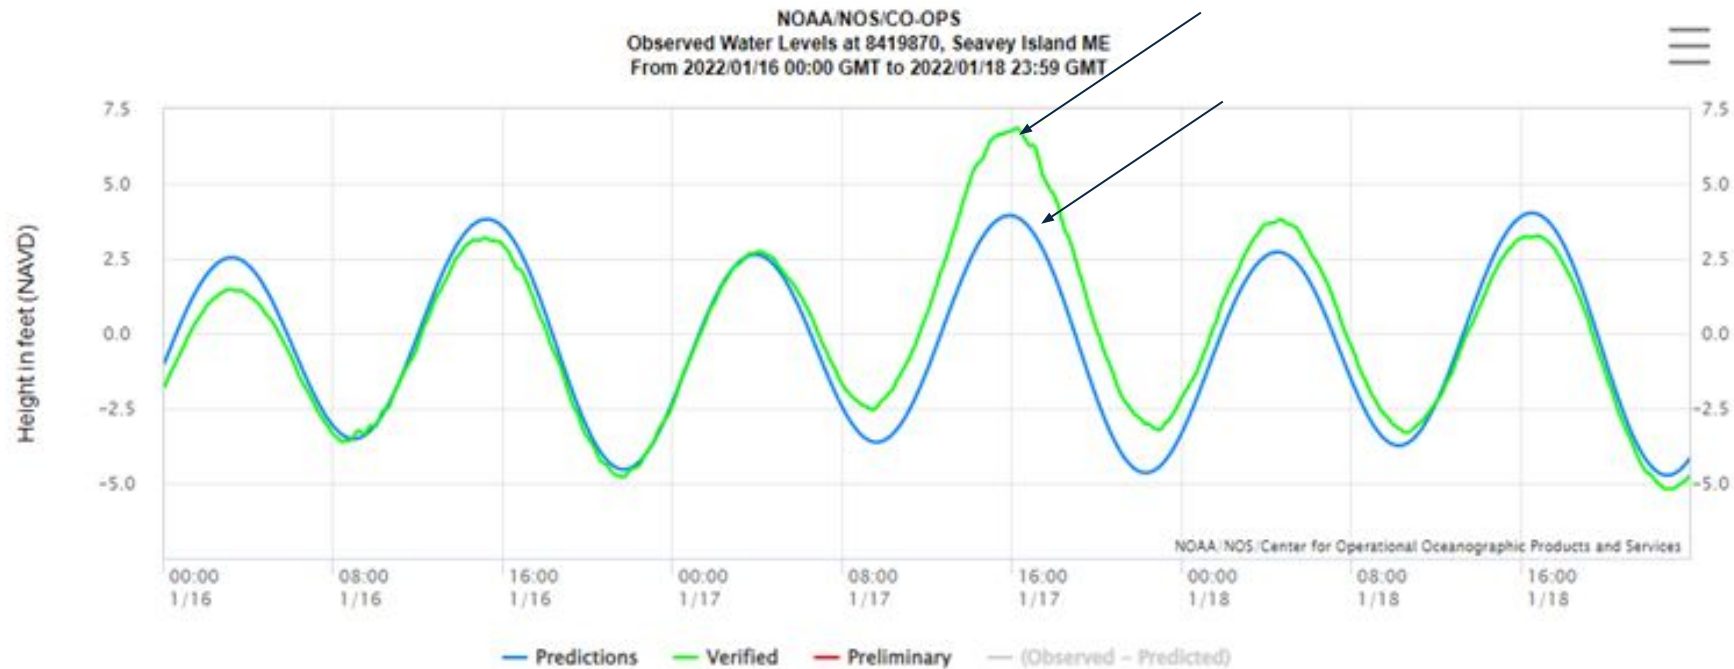 NOAA/NOS/CO-OPS
Observed Water Levels at 8419870, Seavey Island ME
From 2022/01/16 00:00 GMT to 2022/01/18 23:59 GMT
Height in feet (NAVD)
7.5 7.5
5.0 5.0
2.5 2.5
0.0 0.0
-2.5 -2.5
-5.0 -5.0
NOAA/NOS/Center for Operational Oceanographic Products and Services
00:00 08:00 16:00 00:00 08:00 16:00 00:00 08:00 16:00
1/16 1/16 1/16 1/17 1/17 1/17 1/18 1/18 1/18
Predictions Verified Preliminary (Observed - Predicted)